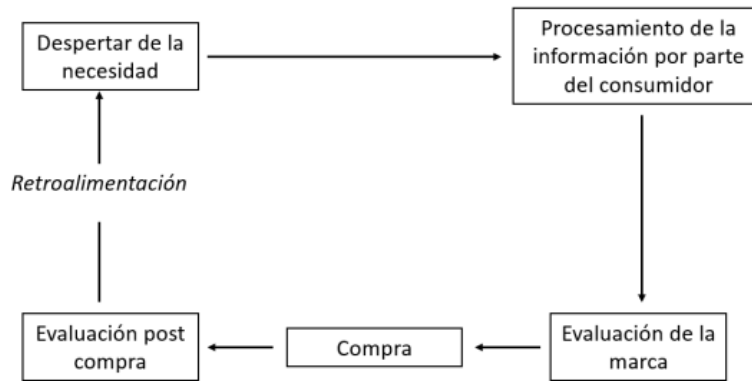 Despertar de la
necesidad
Procesamiento de la
información por parte
del consumidor
Retroalimentación
Evaluación post
compra
Compra
Evaluación de la
marca